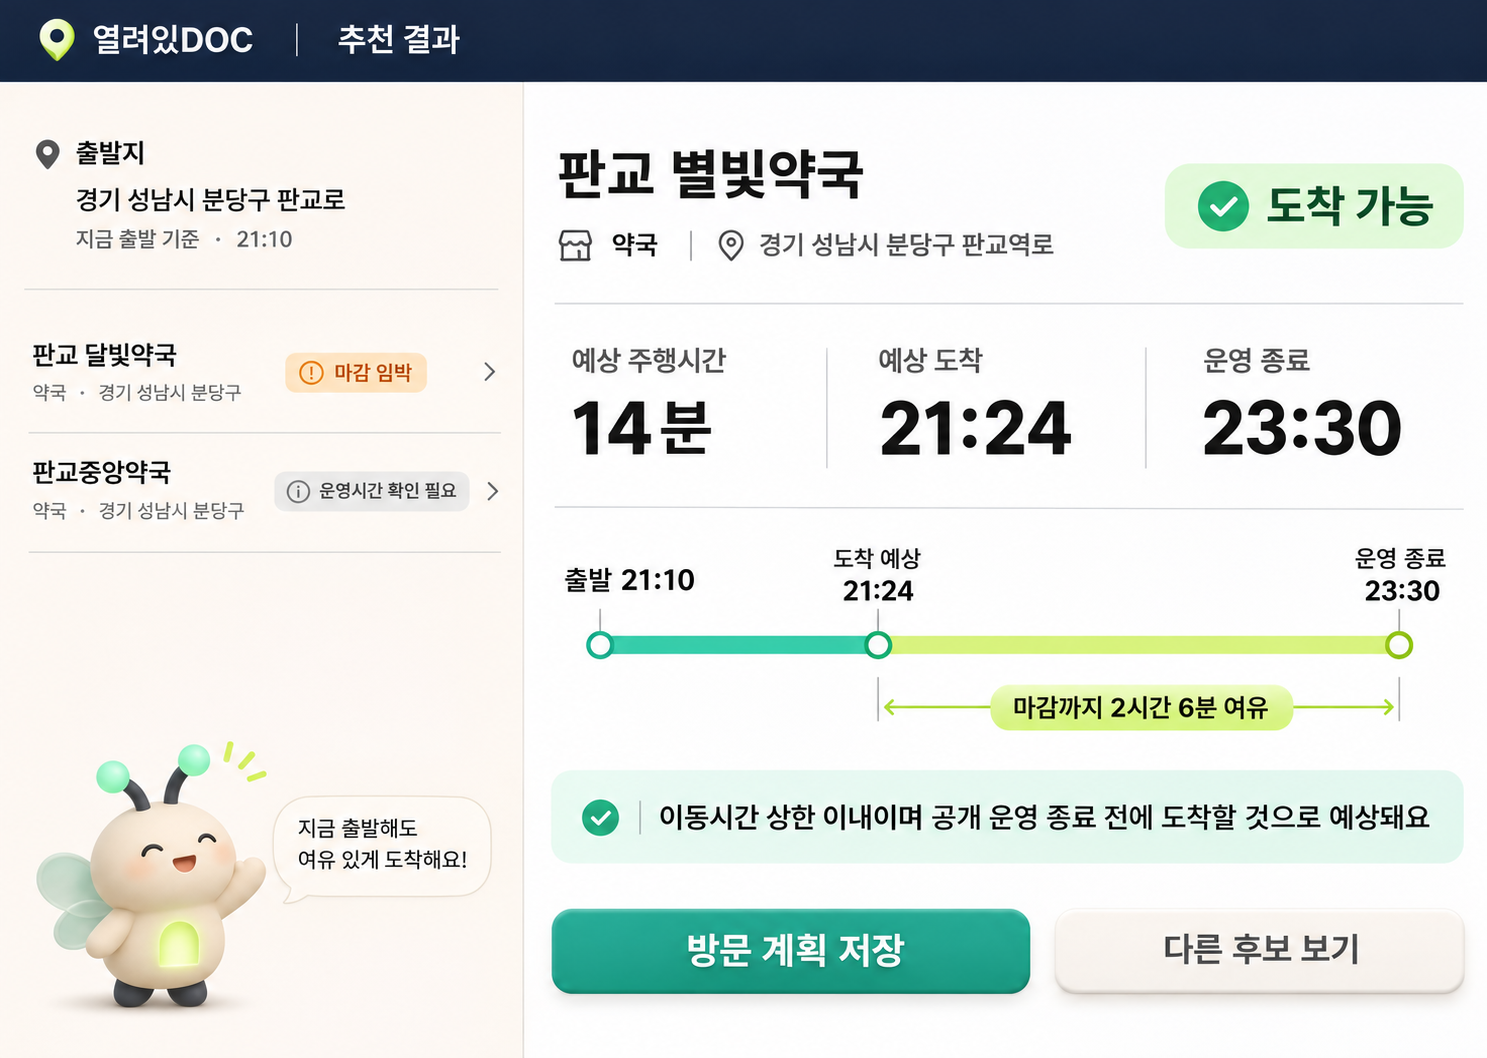 열려있DOC | 추천 결과
출발지
경기 성남시 분당구 판교로
지금 출발 기준 · 21:10
판교 달빛약국
약국 · 경기 성남시 분당구
마감 임박
판교중앙약국
약국 · 경기 성남시 분당구
운영시간 확인 필요
지금 출발해도
여유 있게 도착해요!
판교 별빛약국
약국 | 경기 성남시 분당구 판교역로
도착 가능
예상 주행시간
14분
예상 도착
21:24
운영 종료
23:30
출발 21:10
도착 예상
21:24
운영 종료
23:30
마감까지 2시간 6분 여유
이동시간 상한 이내이며 공개 운영 종료 전에 도착할 것으로 예상돼요
방문 계획 저장
다른 후보 보기